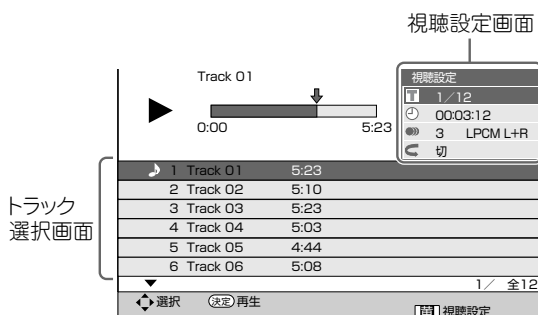 視聴設定画面
Track 01
0:00 5:23
視聴設定
T 1/12
00:03:12
3 LPCM L+R
切
トラック
選択画面
1 Track 01 5:23
2 Track 02 5:10
3 Track 03 5:23
4 Track 04 5:03
5 Track 05 4:44
6 Track 06 5:08
1/ 全12
選択 決定 再生
視聴設定